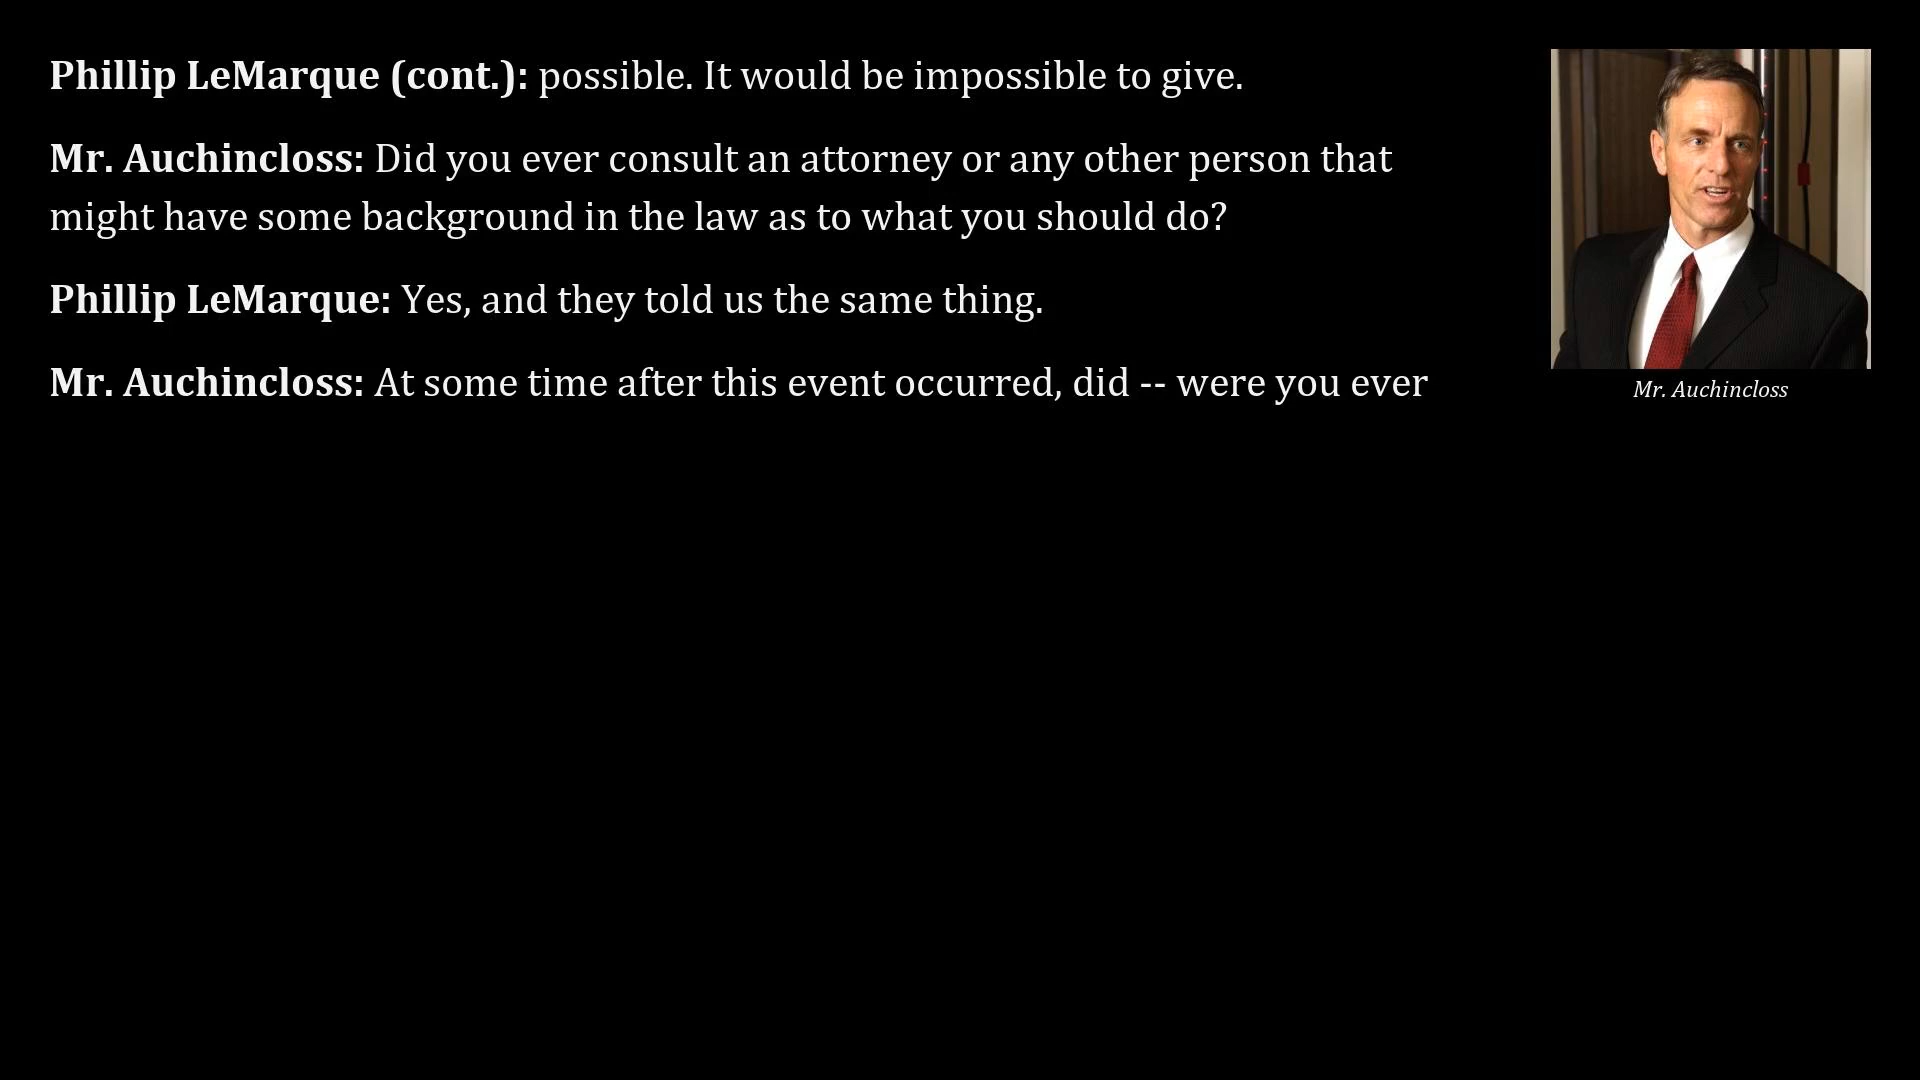 Phillip LeMarque (cont.): possible. It would be impossible to give.
Mr. Auchincloss: Did you ever consult an attorney or any other person that
might have some background in the law as to what you should do?
Phillip LeMarque: Yes, and they told us the same thing.
Mr. Auchincloss: At some time after this event occurred, did -- were you ever
Mr. Auchincloss